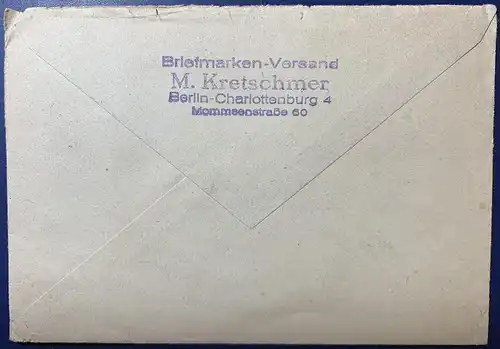 Briefmarken-Versand
M. Kretschmer
Berlin-Charlottenburg 4
Mommsenstraße 60